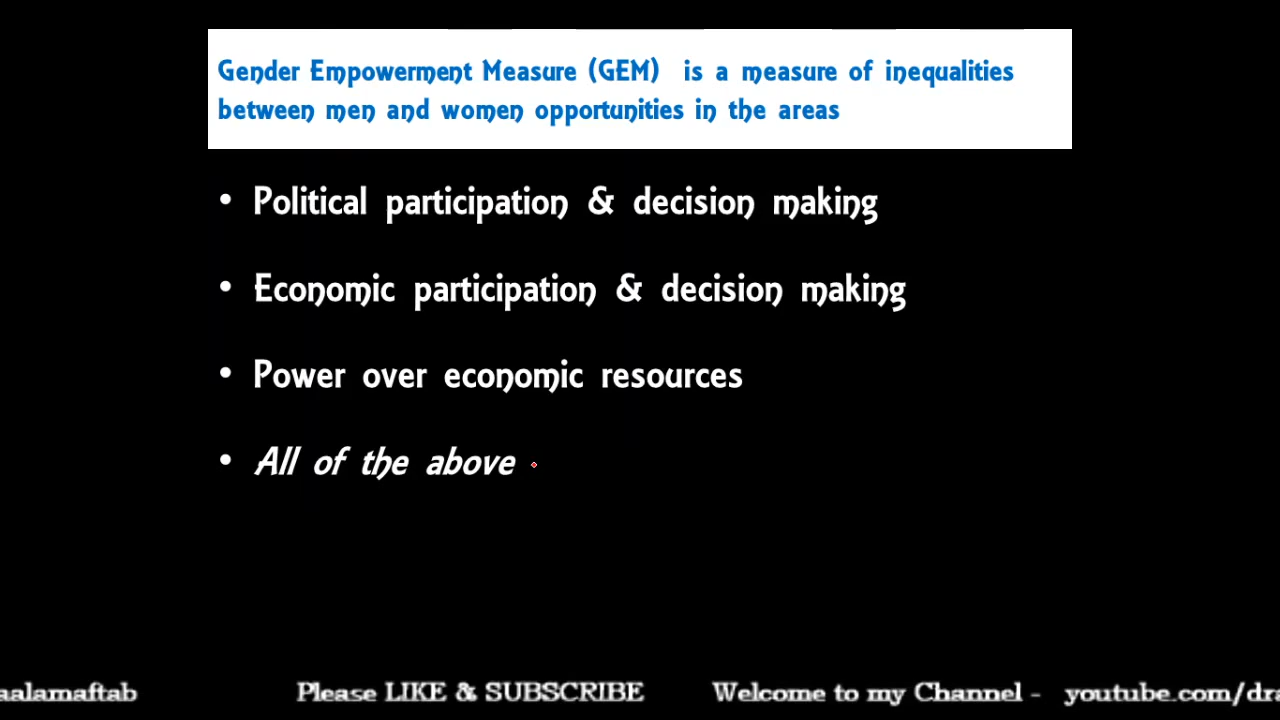 Gender Empowerment Measure (GEM) is a measure of inequalities
between men and women opportunities in the areas
• Political participation & decision making
• Economic participation & decision making
• Power over economic resources
• All of the above
aalamaftab Please LIKE & SUBSCRIBE Welcome to my Channel - youtube.com/dra